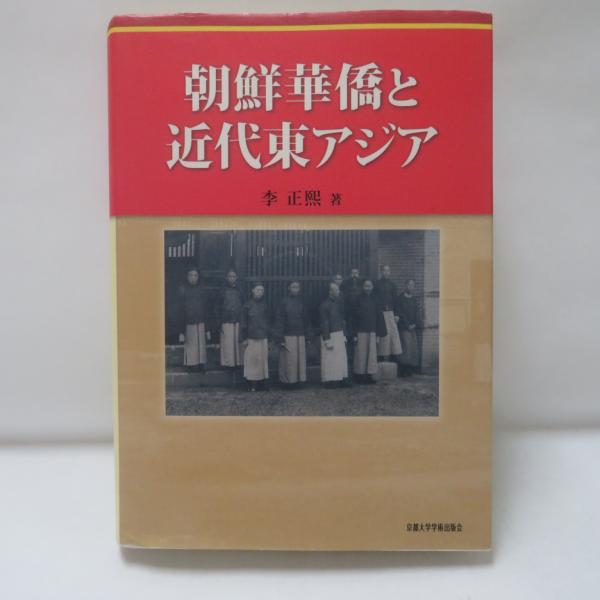 朝鮮華僑と
近代東アジア
李 正熙 著
京都大学学術出版会